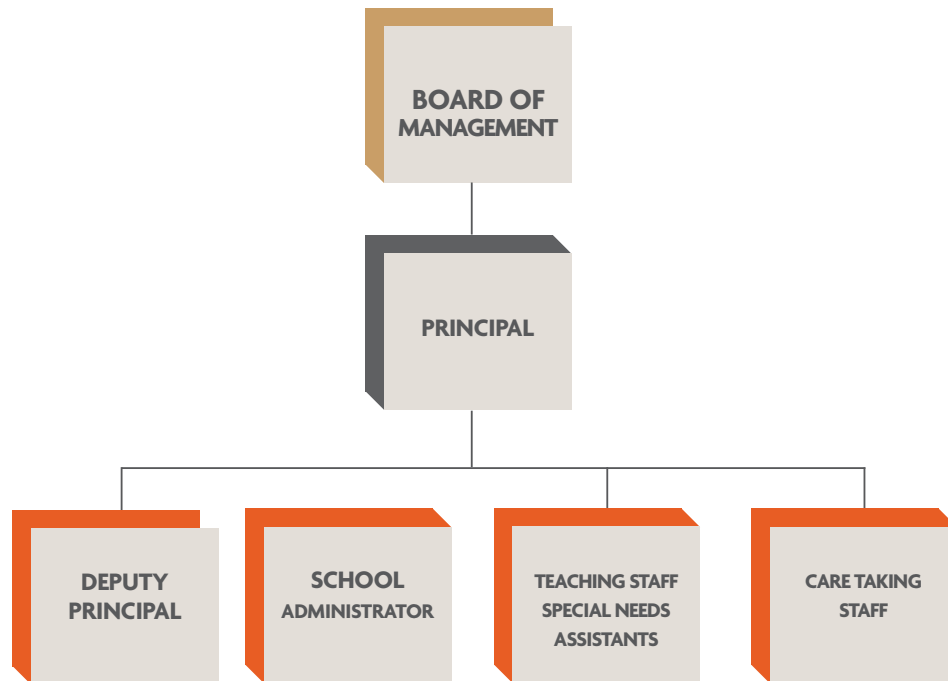 BOARD OF
MANAGEMENT
PRINCIPAL
DEPUTY
PRINCIPAL
SCHOOL
ADMINISTRATOR
TEACHING STAFF
SPECIAL NEEDS
ASSISTANTS
CARE TAKING
STAFF